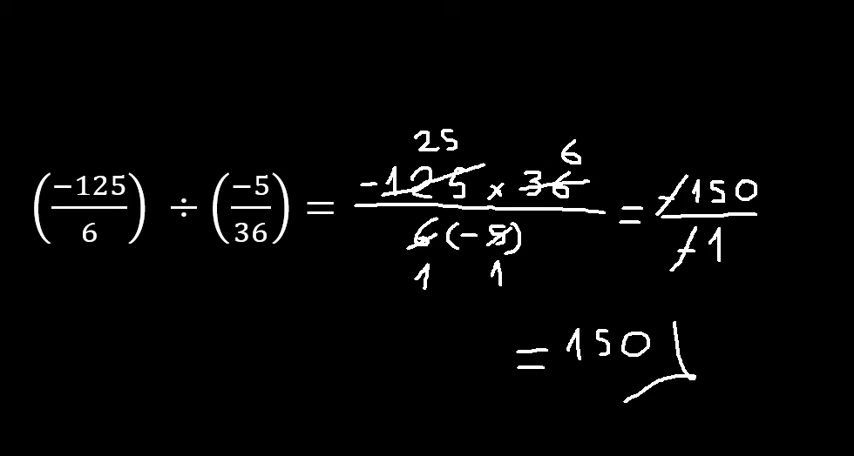 (-125/6) ÷ (-5/36) = -125 × 36 / 6(-5) = -150 / -1
25 6
1 1
= 150